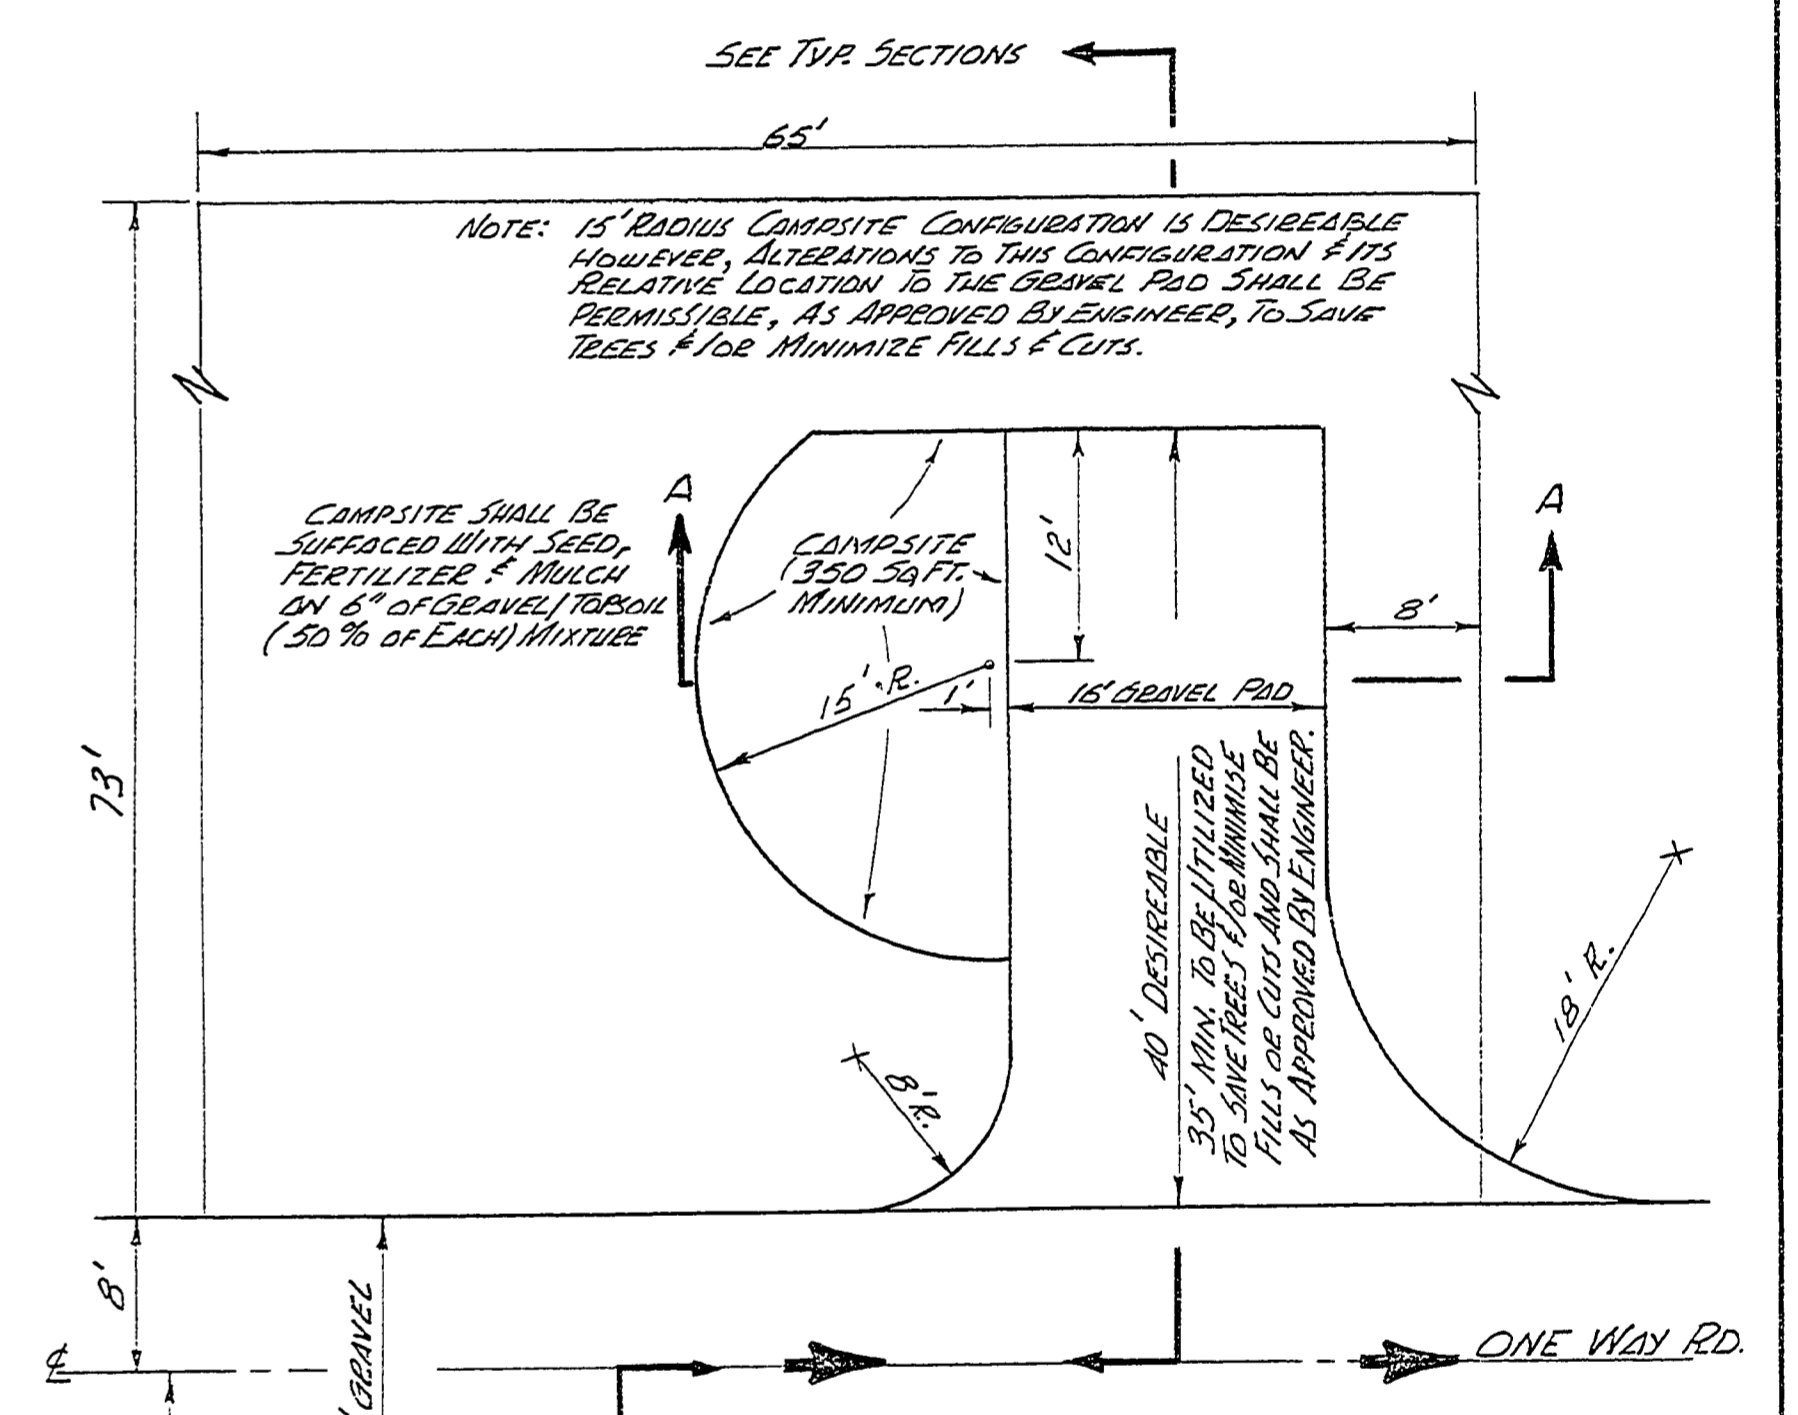 SEE TYP. SECTIONS
65'
NOTE: 15' RADIUS CAMPSITE CONFIGURATION IS DESIREABLE
HOWEVER, ALTERATIONS TO THIS CONFIGURATION & ITS
RELATIVE LOCATION TO THE GRAVEL PAD SHALL BE
PERMISSIBLE, AS APPROVED BY ENGINEER, TO SAVE
TREES &/OR MINIMIZE FILLS & CUTS.
A
A
CAMPSITE SHALL BE
SUFFACED WITH SEED,
FERTILIZER & MULCH
ON 6" OF GRAVEL/TOPSOIL
(50% OF EACH) MIXTURE
CAMPSITE
(350 SQ FT.
MINIMUM)
12'
8'
15' R.
1'
16' GRAVEL PAD
73'
40' DESIREABLE
35' MIN. TO BE UTILIZED
TO SAVE TREES &/OR MINIMISE
FILLS OR CUTS AND SHALL BE
AS APPROVED BY ENGINEER.
18' R.
8' R.
8'
GRAVEL
℄
ONE WAY RD.